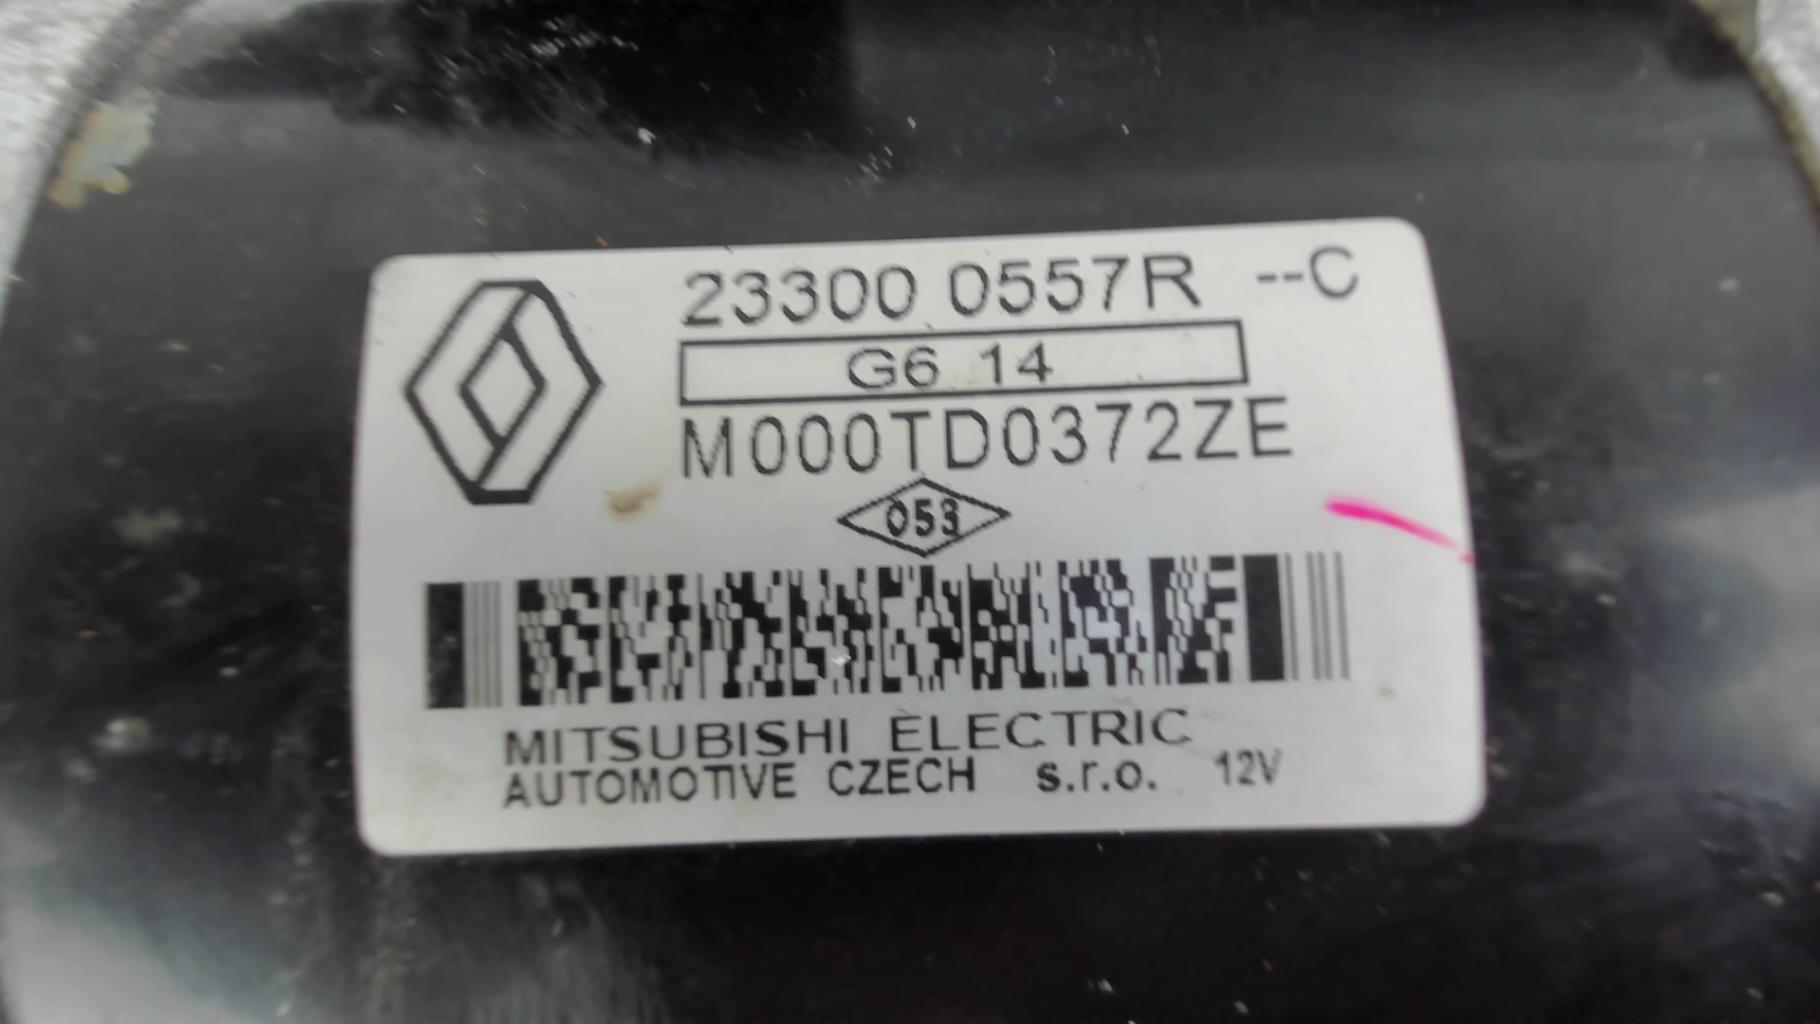 23300 0557R --C
G6 14
M000TD0372ZE
053
MITSUBISHI ELECTRIC
AUTOMOTIVE CZECH s.r.o. 12V